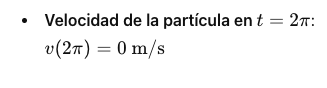 • Velocidad de la partícula en t = 2π:
v(2π) = 0 m/s